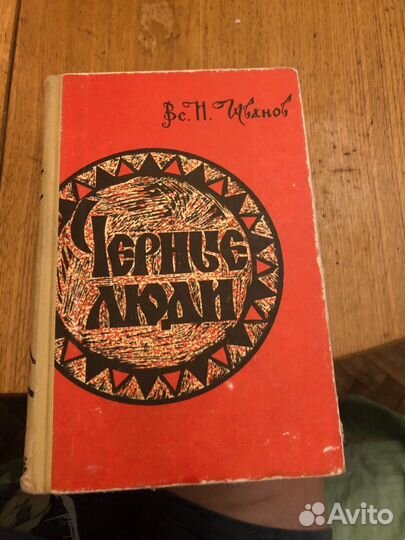 Вс. Н. Иванов
Черные
люди
Avito